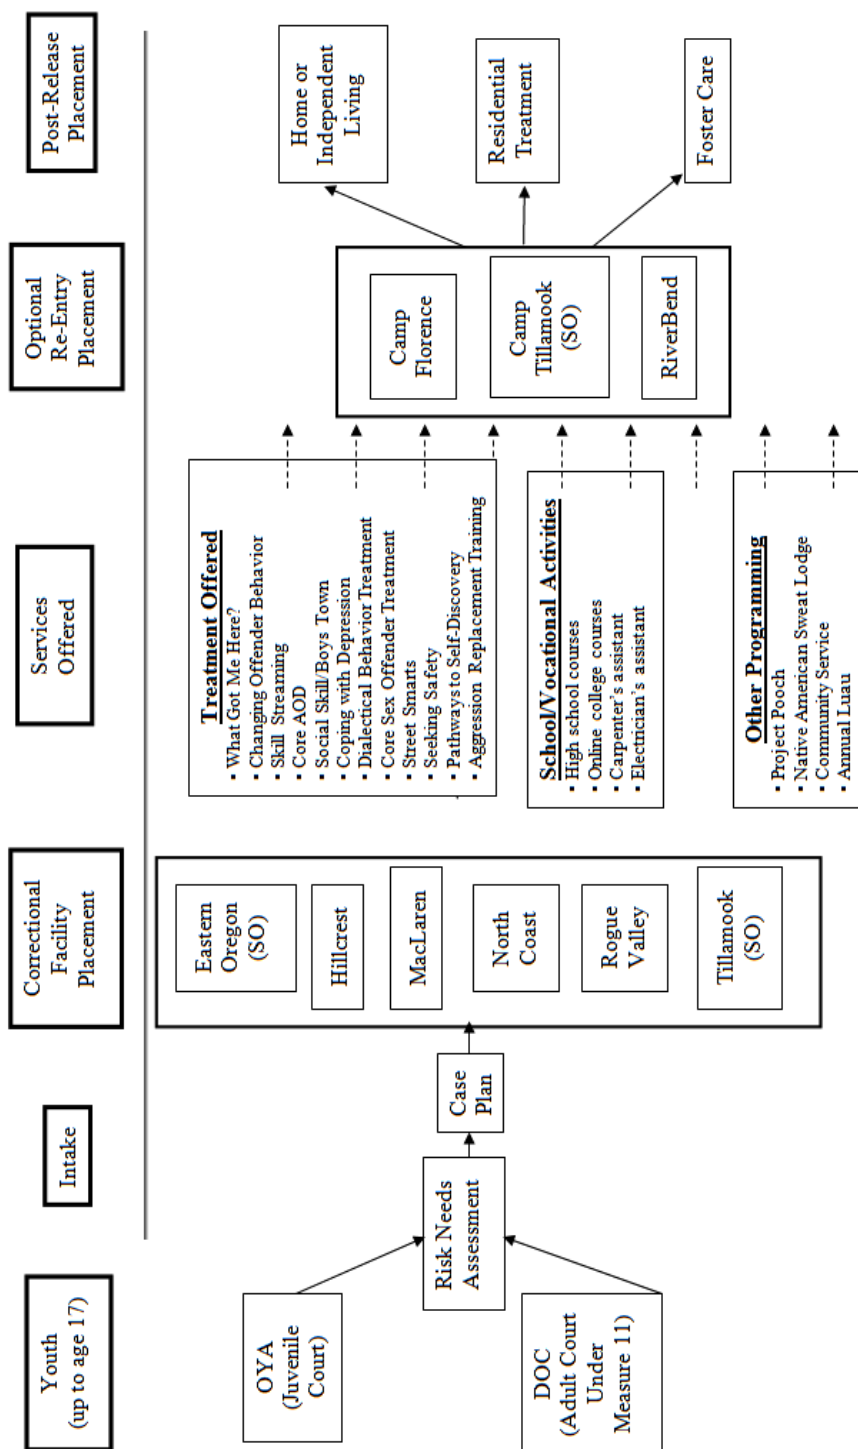 Youth
(up to age 17)
Intake
Correctional
Facility
Placement
Services
Offered
Optional
Re-Entry
Placement
Post-Release
Placement
OYA
(Juvenile
Court)
DOC
(Adult Court
Under
Measure 11)
Risk Needs
Assessment
Case
Plan
Eastern
Oregon
(SO)
Hillcrest
MacLaren
North
Coast
Rogue
Valley
Tillamook
(SO)
Treatment Offered
▪ What Got Me Here?
▪ Changing Offender Behavior
▪ Skill Streaming
▪ Core AOD
▪ Social Skill/Boys Town
▪ Coping with Depression
▪ Dialectical Behavior Treatment
▪ Core Sex Offender Treatment
▪ Street Smarts
▪ Seeking Safety
▪ Pathways to Self-Discovery
▪ Aggression Replacement Training
School/Vocational Activities
▪ High school courses
▪ Online college courses
▪ Carpenter's assistant
▪ Electrician's assistant
Other Programming
▪ Project Pooch
▪ Native American Sweat Lodge
▪ Community Service
▪ Annual Luau
Camp
Florence
Camp
Tillamook
(SO)
RiverBend
Home or
Independent
Living
Residential
Treatment
Foster Care